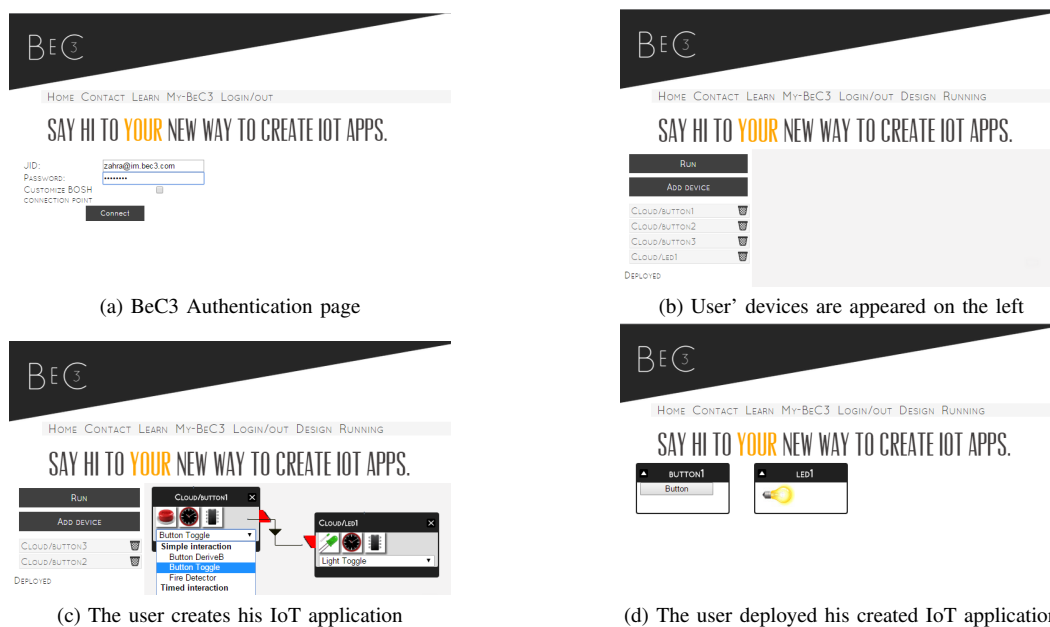 BeC3
Home Contact Learn My-BeC3 Login/out
SAY HI TO YOUR NEW WAY TO CREATE IOT APPS.
JID:
zahra@im.bec3.com
Password:
••••••••
Customize BOSH
connection point
Connect
(a) BeC3 Authentication page
BeC3
Home Contact Learn My-BeC3 Login/out Design Running
SAY HI TO YOUR NEW WAY TO CREATE IOT APPS.
Run
Add device
Cloud/button1
Cloud/button2
Cloud/button3
Cloud/led1
Deployed
(b) User' devices are appeared on the left
BeC3
Home Contact Learn My-BeC3 Login/out Design Running
SAY HI TO YOUR NEW WAY TO CREATE IOT APPS.
Run
Add device
Cloud/button3
Cloud/button2
Deployed
Cloud/button1
Button Toggle
Simple interaction
Button DeriveB
Button Toggle
Fire Detector
Timed interaction
Cloud/led1
Light Toggle
(c) The user creates his IoT application
BeC3
Home Contact Learn My-BeC3 Login/out Design Running
SAY HI TO YOUR NEW WAY TO CREATE IOT APPS.
button1
Button
led1
(d) The user deployed his created IoT application